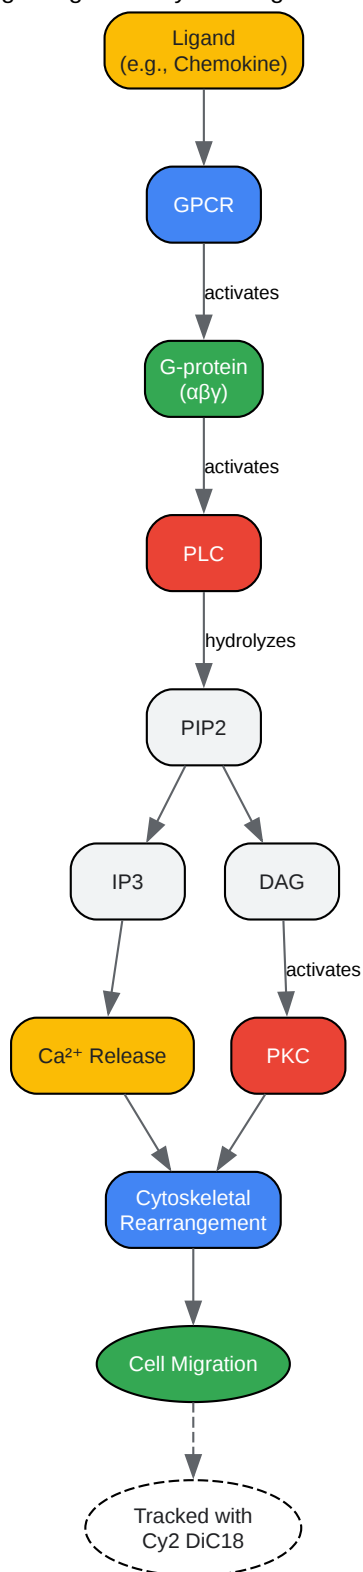 Ligand
(e.g., Chemokine)
GPCR
activates
G-protein
(αβγ)
activates
PLC
hydrolyzes
PIP2
IP3
DAG
activates
Ca²⁺ Release
PKC
Cytoskeletal
Rearrangement
Cell Migration
Tracked with
Cy2 DiC18